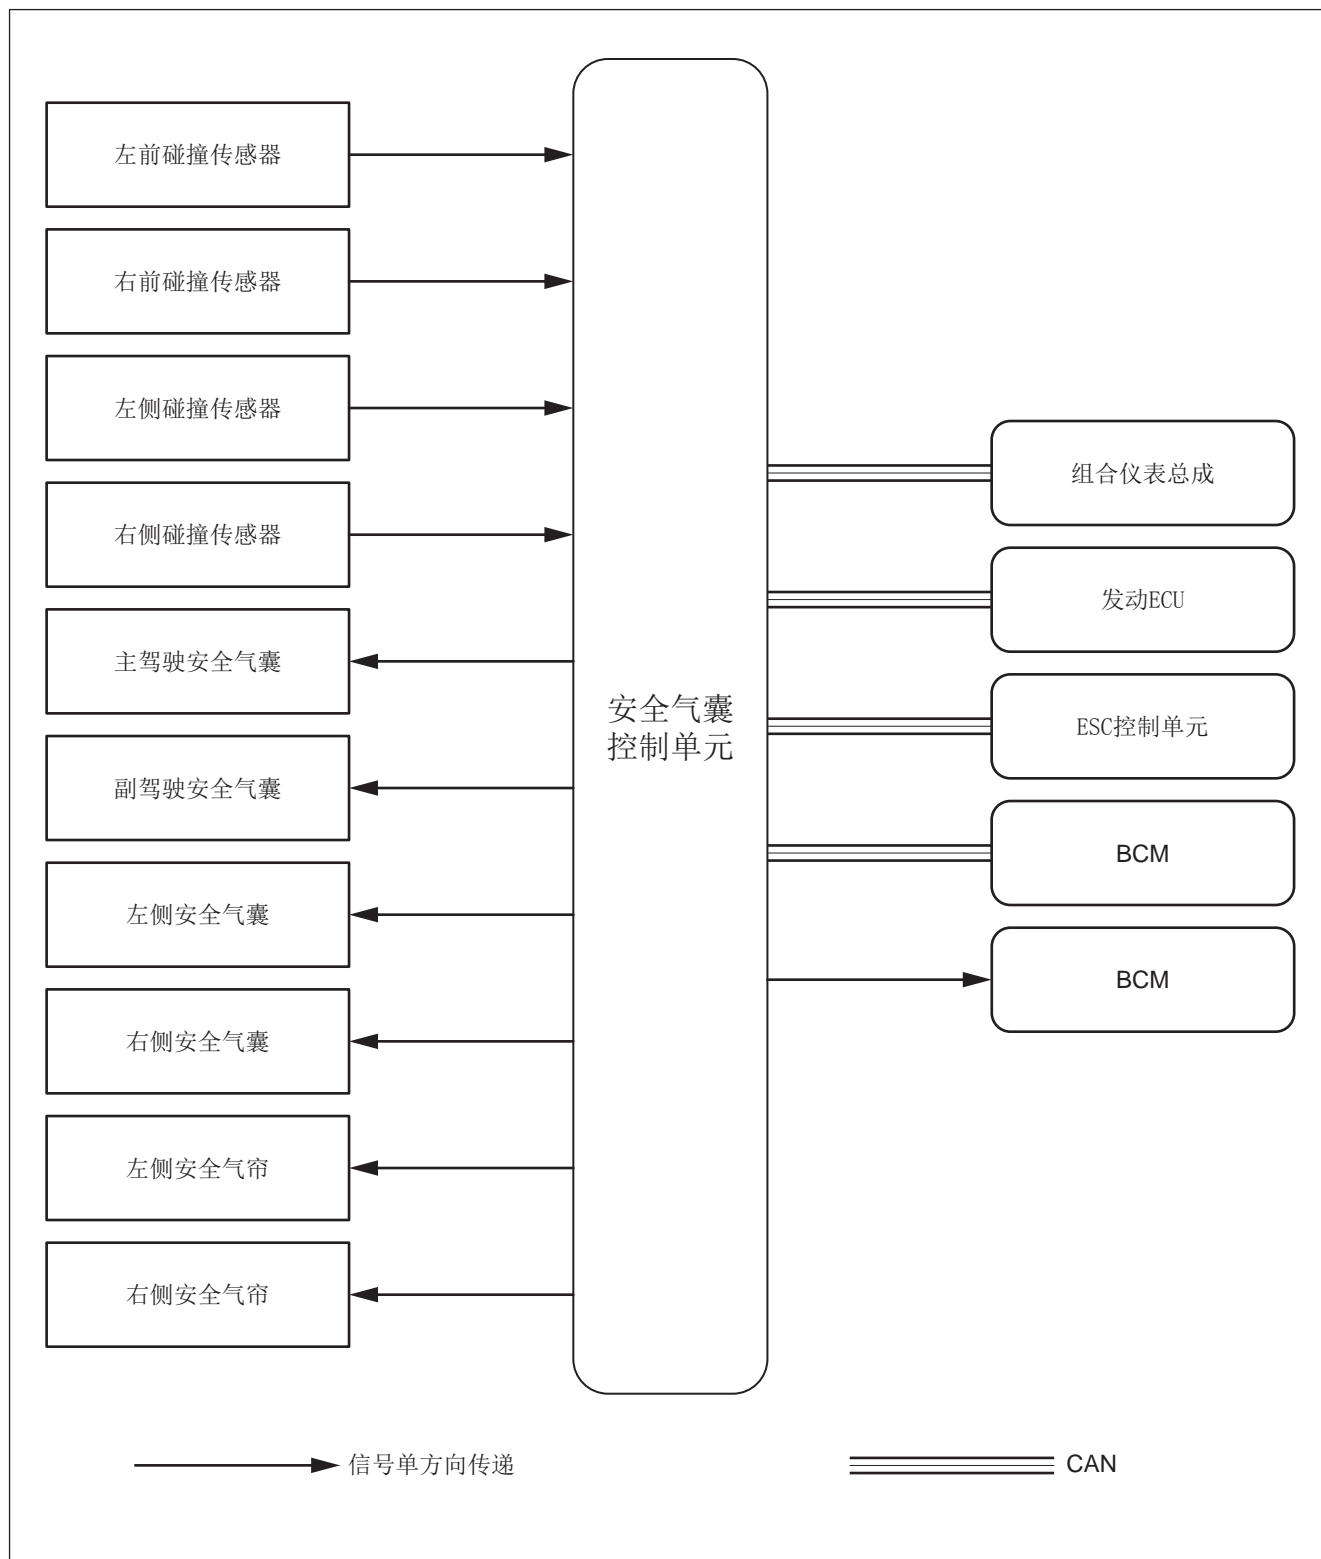 左前碰撞传感器
右前碰撞传感器
左侧碰撞传感器
右侧碰撞传感器
主驾驶安全气囊
副驾驶安全气囊
左侧安全气囊
右侧安全气囊
左侧安全气帘
右侧安全气帘
安全气囊
控制单元
组合仪表总成
发动ECU
ESC控制单元
BCM
BCM
信号单方向传递
CAN